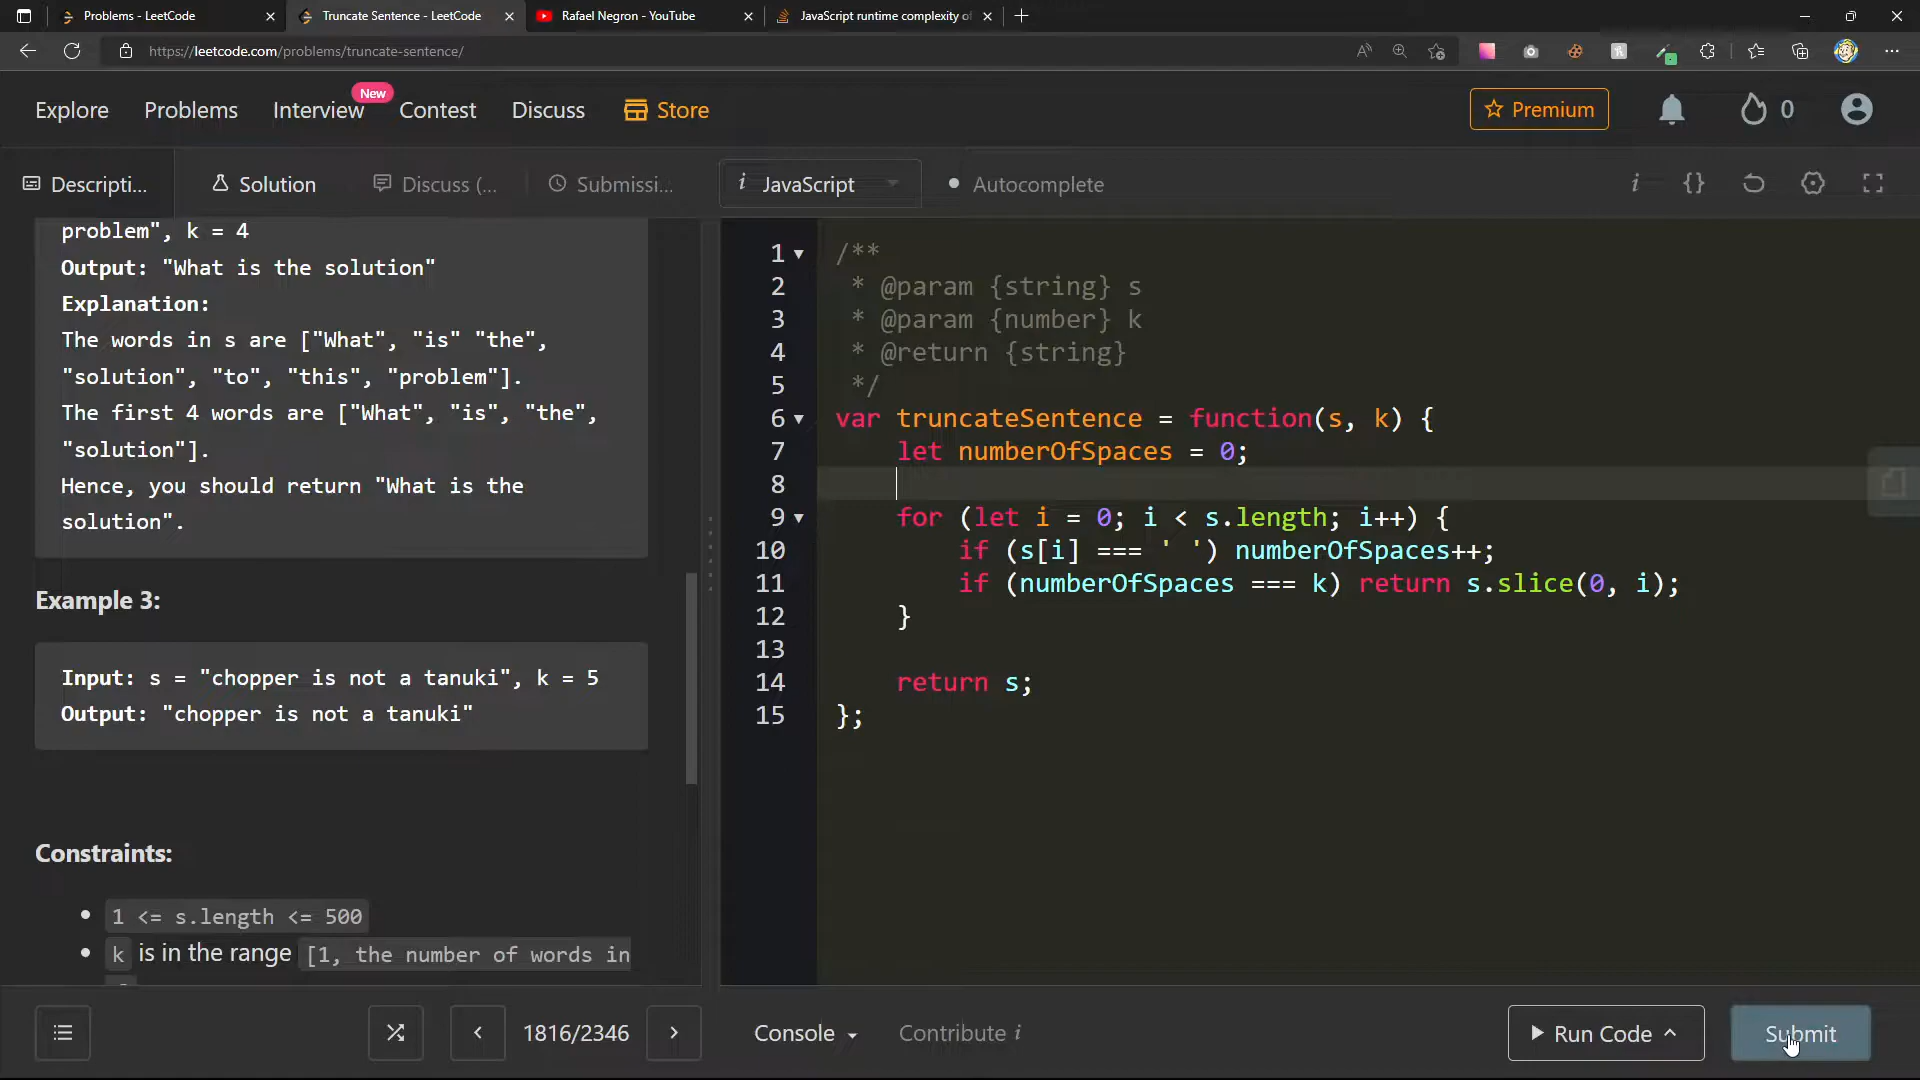 Problems - LeetCode
Truncate Sentence - LeetCode
Rafael Negron - YouTube
JavaScript runtime complexity of
https://leetcode.com/problems/truncate-sentence/
Explore
Problems
Interview
New
Contest
Discuss
Store
Premium
0
Descripti...
Solution
Discuss (...
Submissi...
i JavaScript
Autocomplete
i
{}
problem", k = 4
Output: "What is the solution"
Explanation:
The words in s are ["What", "is" "the",
"solution", "to", "this", "problem"].
The first 4 words are ["What", "is", "the",
"solution"].
Hence, you should return "What is the
solution".
Example 3:
Input: s = "chopper is not a tanuki", k = 5
Output: "chopper is not a tanuki"
Constraints:
1 <= s.length <= 500
k is in the range [1, the number of words in
1 /**
2 * @param {string} s
3 * @param {number} k
4 * @return {string}
5 */
6 var truncateSentence = function(s, k) {
7 let numberOfSpaces = 0;
8
9 for (let i = 0; i < s.length; i++) {
10 if (s[i] === ' ') numberOfSpaces++;
11 if (numberOfSpaces === k) return s.slice(0, i);
12 }
13
14 return s;
15 };
1816/2346
Console
Contribute i
Run Code
Submit